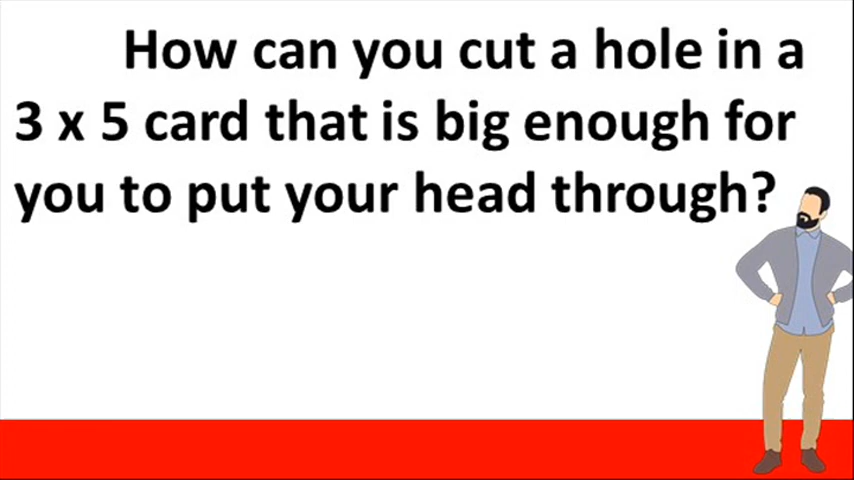 How can you cut a hole in a
3 x 5 card that is big enough for
you to put your head through?